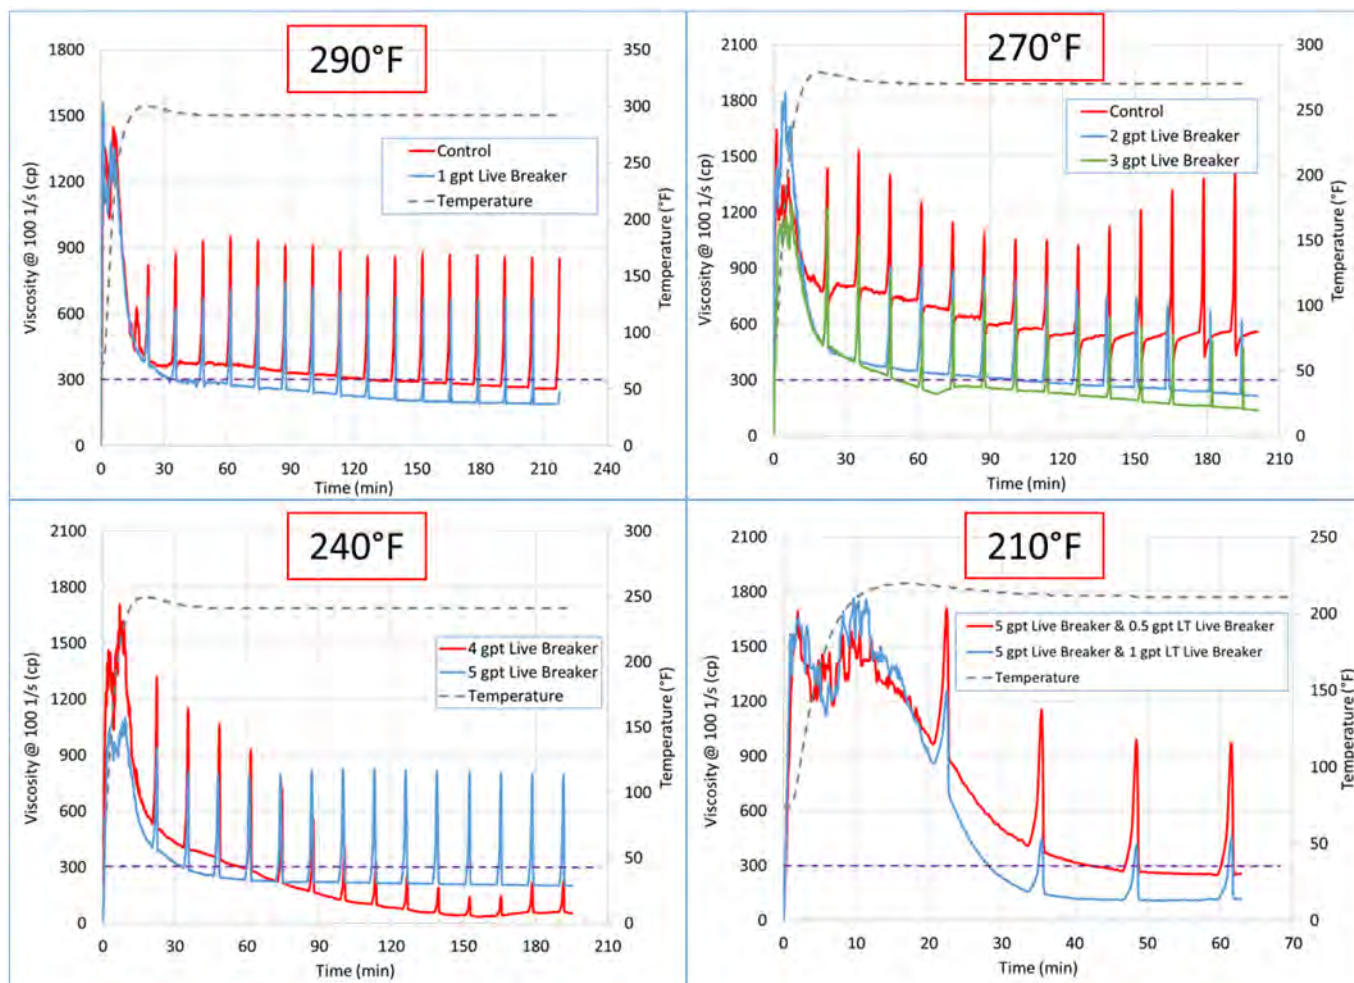 290°F
1800
1500
1200
900
600
300
0
350
300
250
200
150
100
50
0
0 30 60 90 120 150 180 210 240
Viscosity @ 100 1/s (cp)
Temperature (°F)
Time (min)
Control
1 gpt Live Breaker
Temperature
270°F
2100
1800
1500
1200
900
600
300
0
300
250
200
150
100
50
0
0 30 60 90 120 150 180 210
Viscosity @ 100 1/s (cp)
Temperature (°F)
Time (min)
Control
2 gpt Live Breaker
3 gpt Live Breaker
240°F
2100
1800
1500
1200
900
600
300
0
300
250
200
150
100
50
0
0 30 60 90 120 150 180 210
Viscosity @ 100 1/s (cp)
Temperature (°F)
Time (min)
4 gpt Live Breaker
5 gpt Live Breaker
Temperature
210°F
2100
1800
1500
1200
900
600
300
0
250
200
150
100
50
0
0 10 20 30 40 50 60 70
Viscosity @ 100 1/s (cp)
Temperature (°F)
Time (min)
5 gpt Live Breaker & 0.5 gpt LT Live Breaker
5 gpt Live Breaker & 1 gpt LT Live Breaker
Temperature